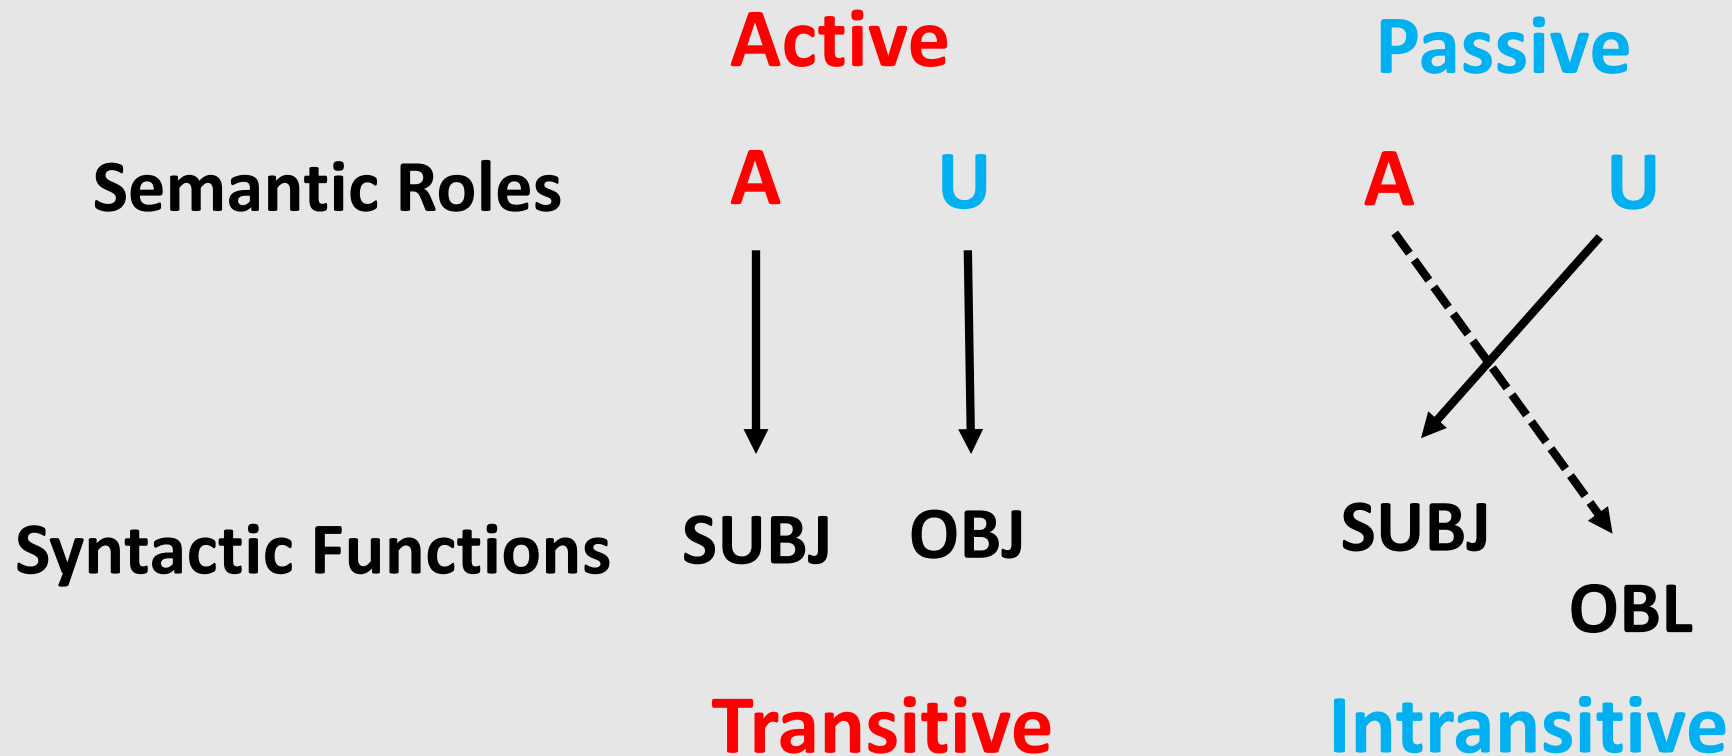 Active Passive
Semantic Roles A U A U
Syntactic Functions SUBJ OBJ SUBJ
OBL
Transitive Intransitive